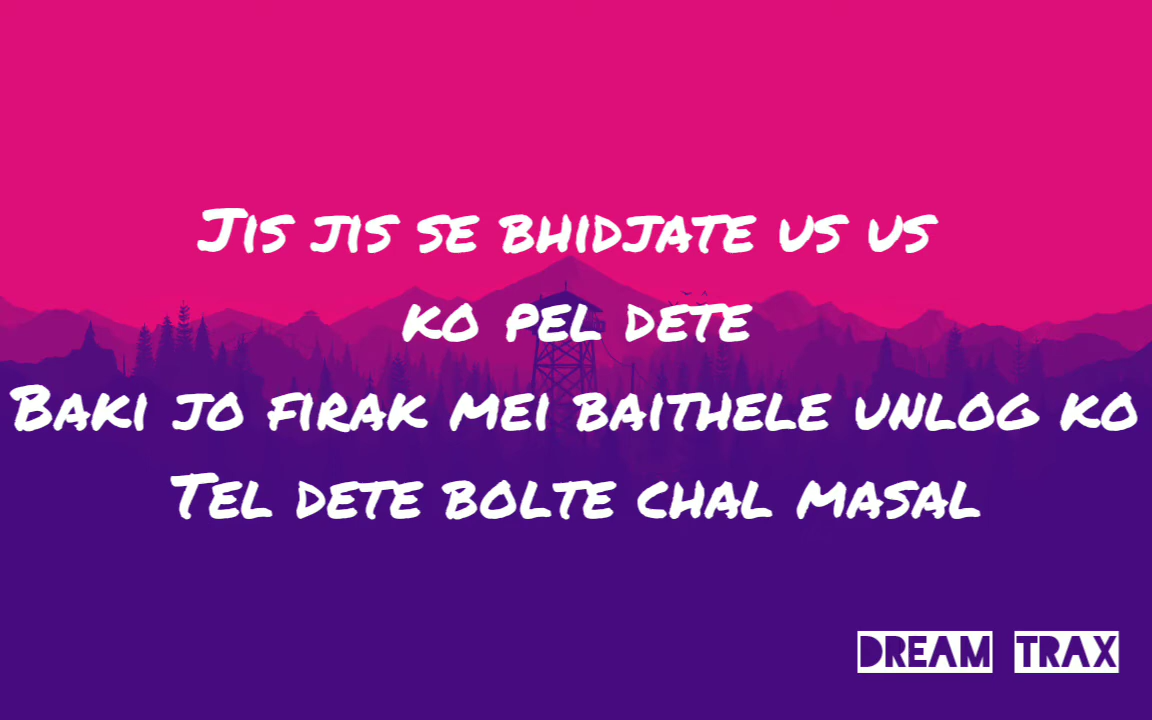 Jis jis se bhidjate us us
ko pel dete
Baki jo firak mei baithele unlog ko
Tel dete bolte chal masal
DREAM TRAX